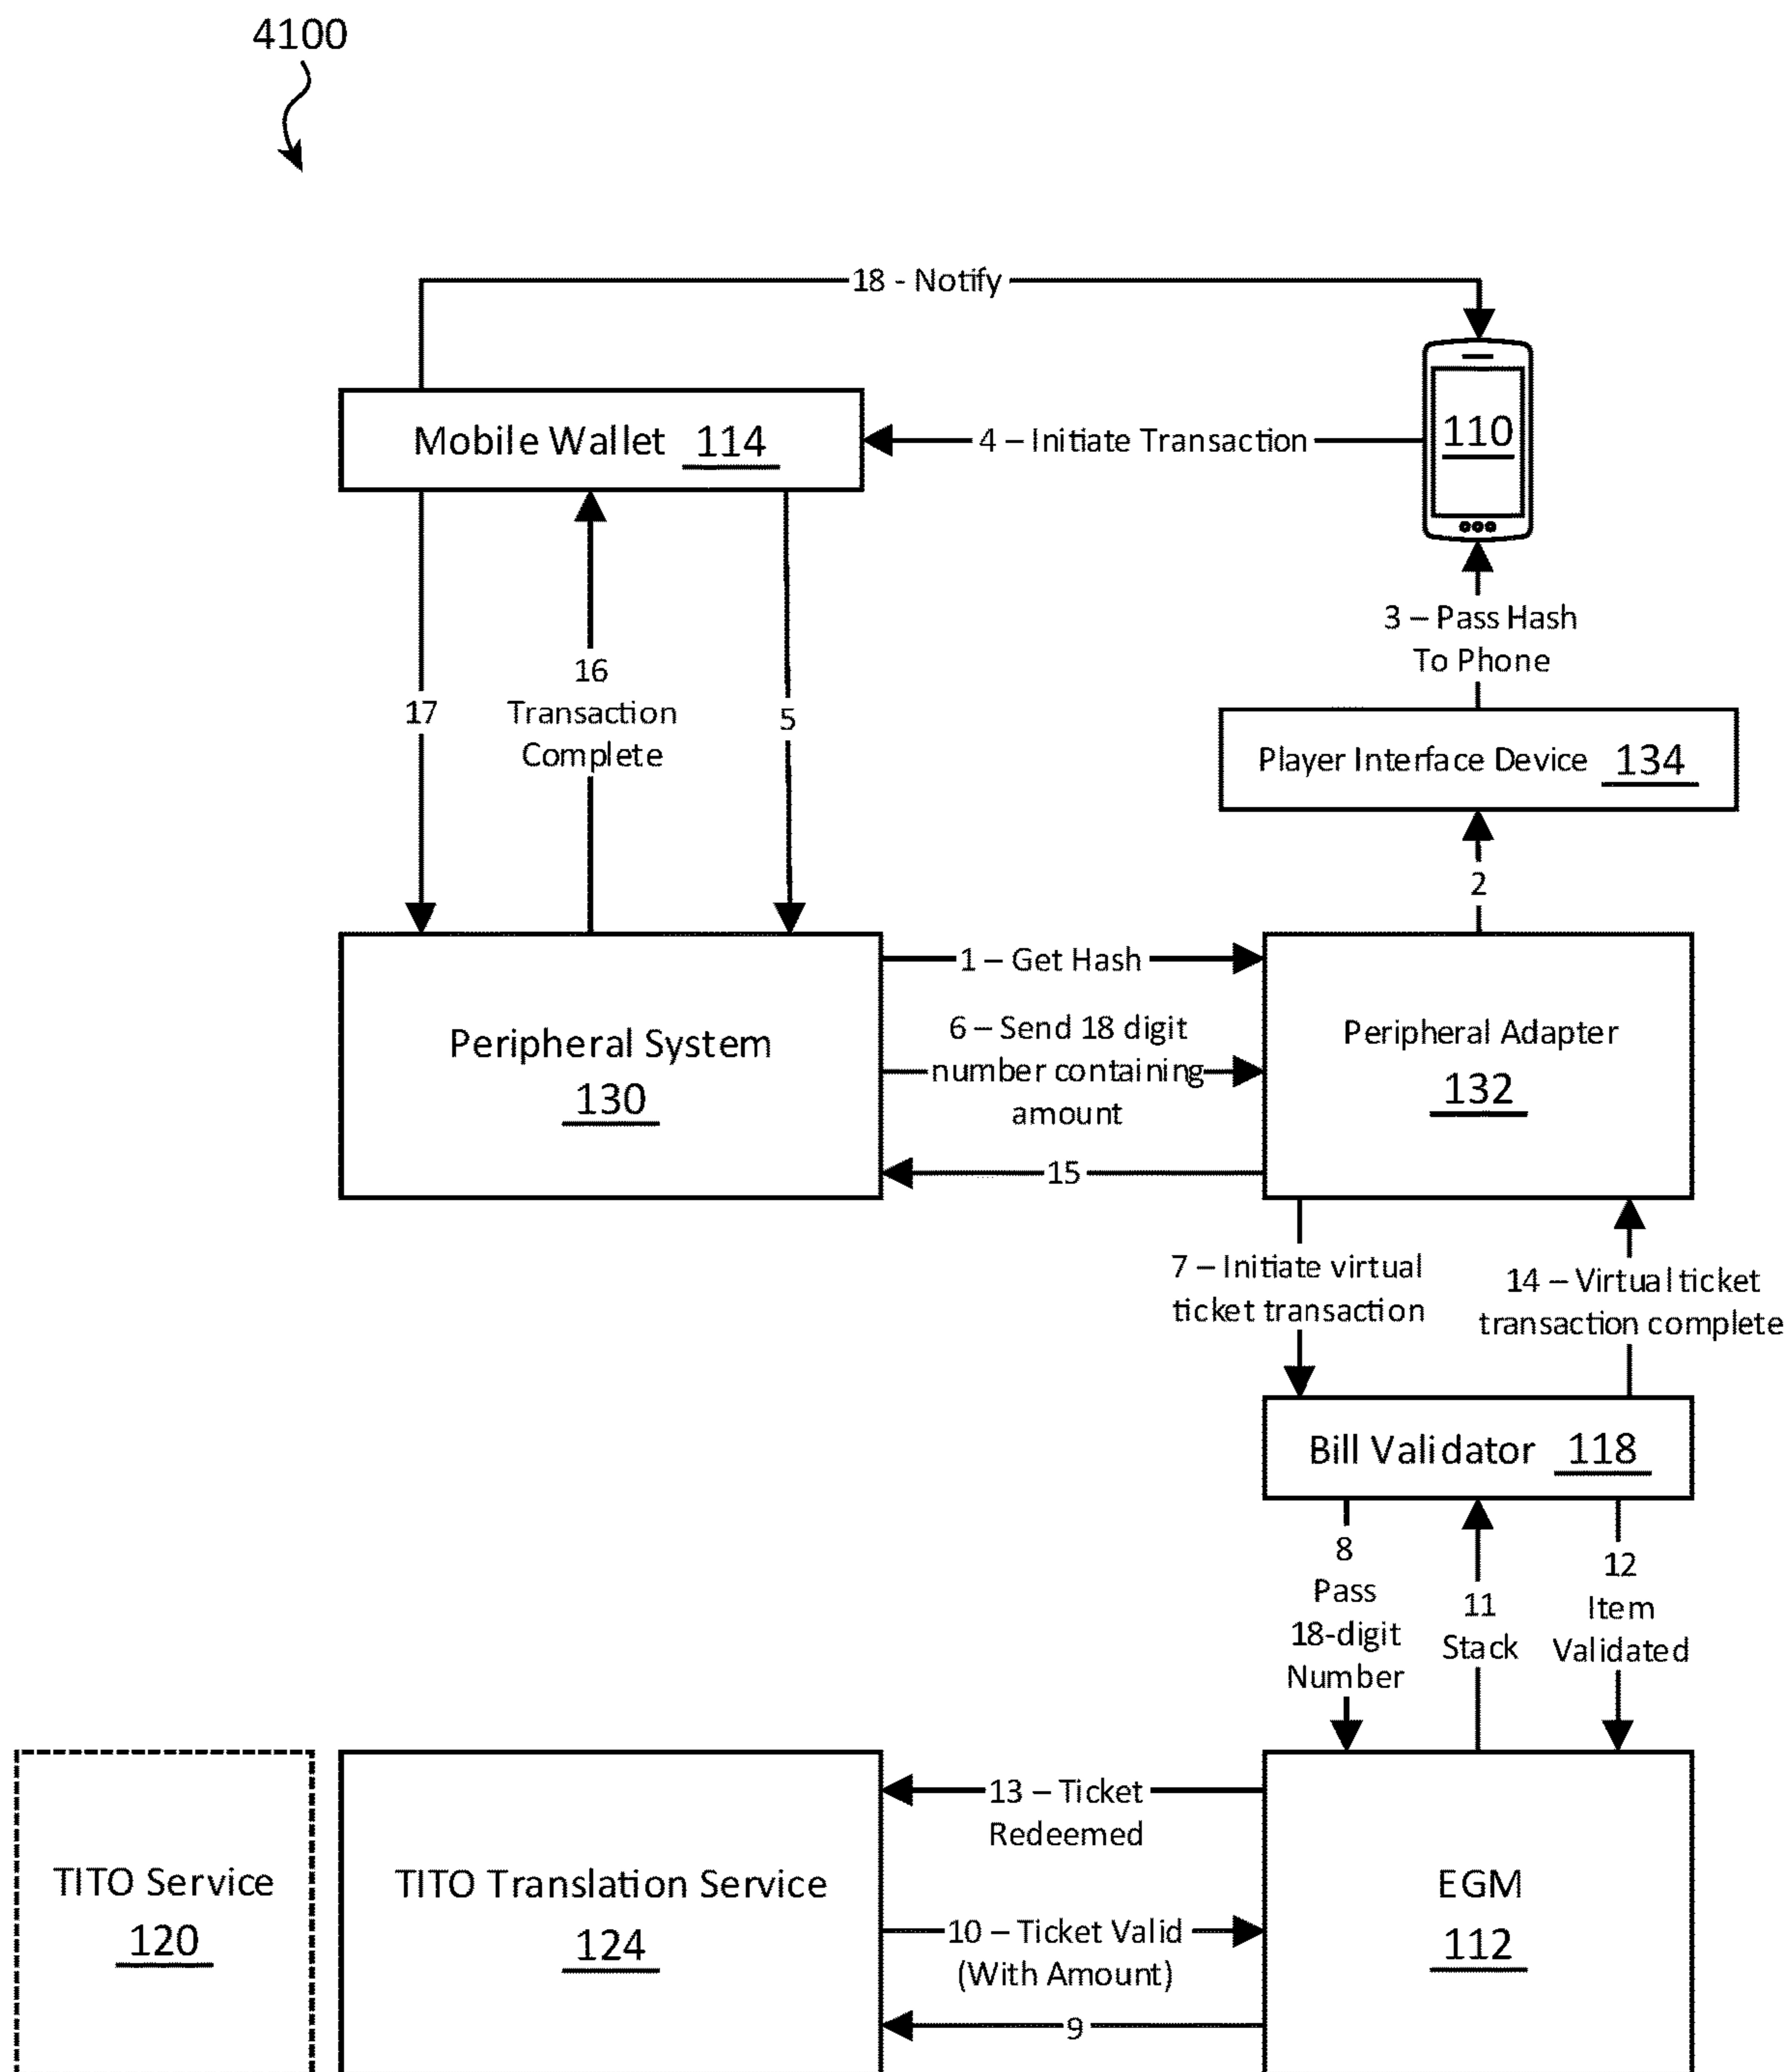 4100
18 - Notify
Mobile Wallet 114
4 – Initiate Transaction
110
3 – Pass Hash
To Phone
17
16
Transaction
Complete
5
Player Interface Device 134
2
Peripheral System
130
1 – Get Hash
6 – Send 18 digit
number containing
amount
15
Peripheral Adapter
132
7 – Initiate virtual
ticket transaction
14 – Virtual ticket
transaction complete
Bill Validator 118
8
Pass
18-digit
Number
11
Stack
12
Item
Validated
TITO Service
120
TITO Translation Service
124
13 – Ticket
Redeemed
10 – Ticket Valid
(With Amount)
9
EGM
112